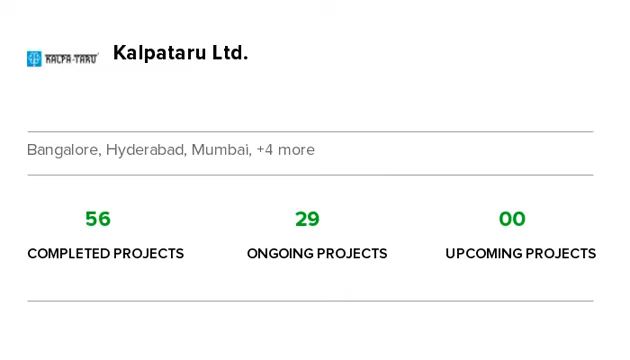 KALPA-TARU
Kalpataru Ltd.
Bangalore, Hyderabad, Mumbai, +4 more
56 29 00
COMPLETED PROJECTS ONGOING PROJECTS UPCOMING PROJECTS